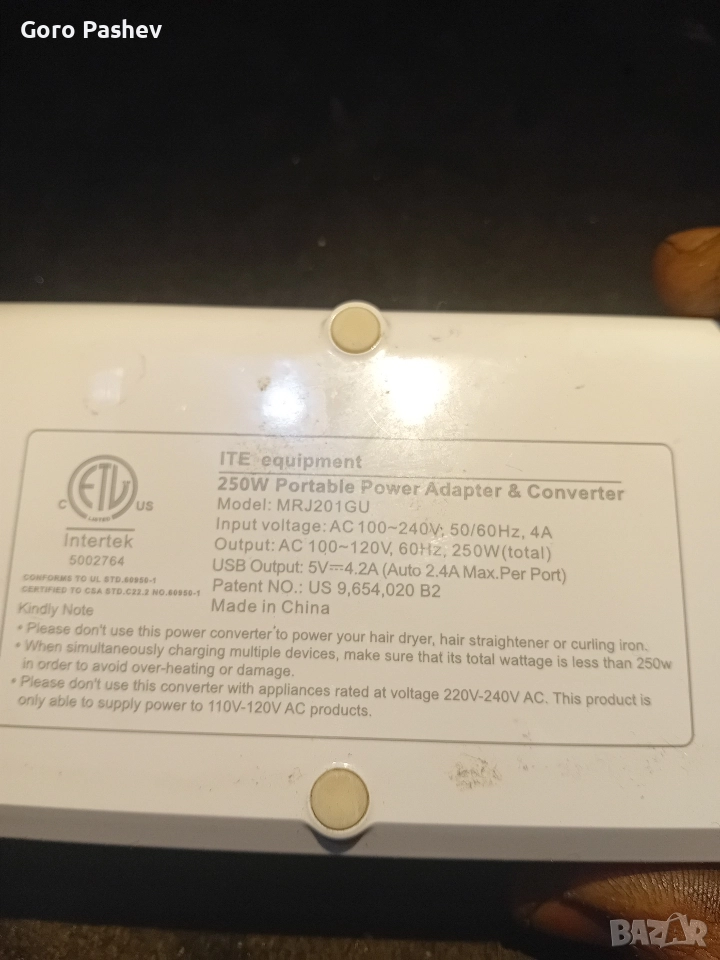 Goro Pashev
ETL
C US
LISTED
Intertek
5002764
CONFORMS TO UL STD.60950-1
CERTIFIED TO CSA STD.C22.2 NO.60950-1
ITE equipment
250W Portable Power Adapter & Converter
Model: MRJ201GU
Input voltage: AC 100~240V, 50/60Hz, 4A
Output: AC 100~120V, 60Hz, 250W(total)
USB Output: 5V⎓4.2A (Auto 2.4A Max.Per Port)
Patent NO.: US 9,654,020 B2
Made in China
Kindly Note
• Please don't use this power converter to power your hair dryer, hair straightener or curling iron.
• When simultaneously charging multiple devices, make sure that its total wattage is less than 250w
in order to avoid over-heating or damage.
• Please don't use this converter with appliances rated at voltage 220V-240V AC. This product is
only able to supply power to 110V-120V AC products.
BAZAR